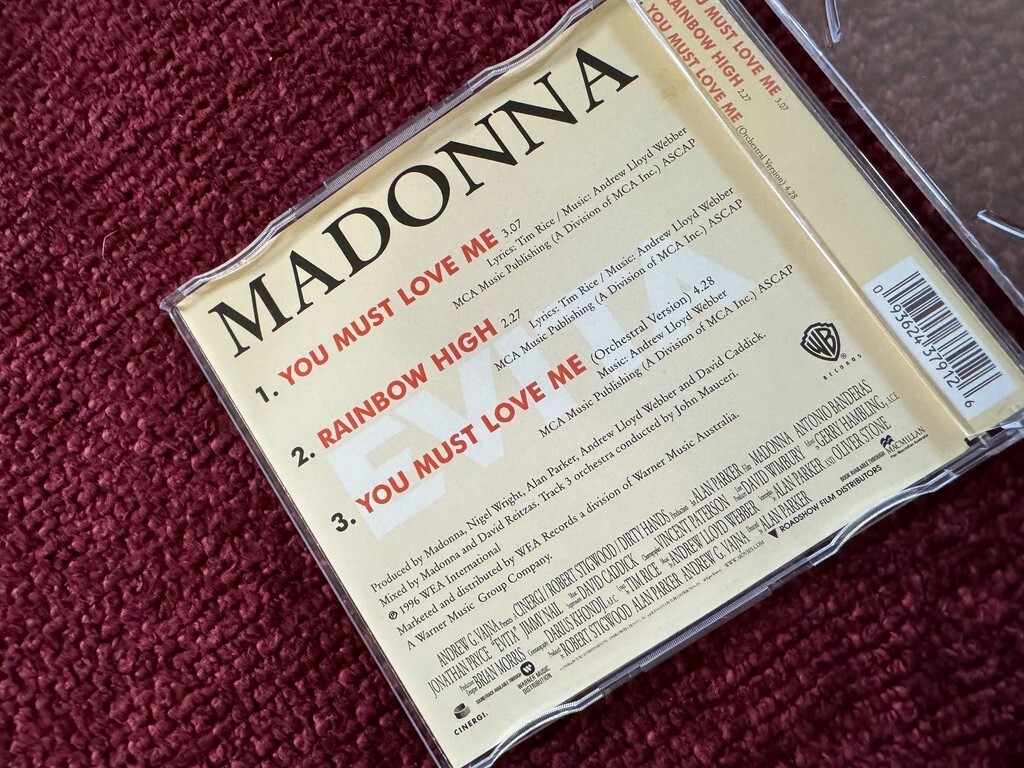 MADONNA
1. YOU MUST LOVE ME 3.07
Lyrics: Tim Rice / Music: Andrew Lloyd Webber
MCA Music Publishing (A Division of MCA Inc.) ASCAP
2. RAINBOW HIGH 2.27
Lyrics: Tim Rice / Music: Andrew Lloyd Webber
MCA Music Publishing (A Division of MCA Inc.) ASCAP
3. YOU MUST LOVE ME (Orchestral Version) 4.28
Music: Andrew Lloyd Webber
MCA Music Publishing (A Division of MCA Inc.) ASCAP
EVITA
Produced by Madonna, Nigel Wright, Alan Parker, Andrew Lloyd Webber and David Caddick.
Mixed by Madonna and David Reitzas. Track 3 orchestra conducted by John Mauceri.
℗ 1996 WEA International
Marketed and distributed by WEA Records a division of Warner Music Australia.
A Warner Music Group Company.
ANDREW G. VAJNA CINERGI / ROBERT STIGWOOD / DIRTY HANDS ALAN PARKER MADONNA ANTONIO BANDERAS
JONATHAN PRYCE "EVITA" JIMMY NAIL DAVID CADDICK VINCENT PATERSON DAVID WIMBURY GERRY HAMBLING, A.C.E
BRIAN MORRIS DARIUS KHONDJI, A.F.C. TIM RICE ANDREW LLOYD WEBBER ALAN PARKER AND OLIVER STONE
ROBERT STIGWOOD ALAN PARKER ANDREW G. VAJNA ALAN PARKER
CINERGI.
SOUNDTRACK AVAILABLE THROUGH
WARNER MUSIC
DISTRIBUTION
ROADSHOW FILM DISTRIBUTORS
BOOK AVAILABLE THROUGH MACMILLAN
WB
RECORDS
YOU MUST LOVE ME 3.07
RAINBOW HIGH 2.27
YOU MUST LOVE ME (Orchestral Version) 4.28
0 93624 37912 6